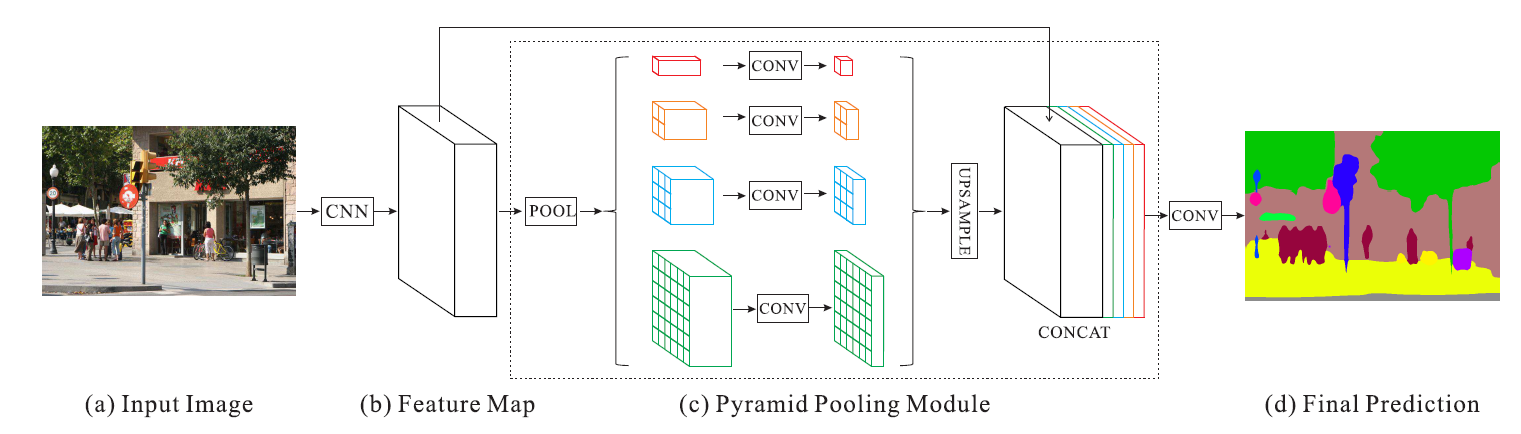 CNN
POOL
CONV
CONV
CONV
CONV
UPSAMPLE
CONCAT
CONV
(a) Input Image
(b) Feature Map
(c) Pyramid Pooling Module
(d) Final Prediction